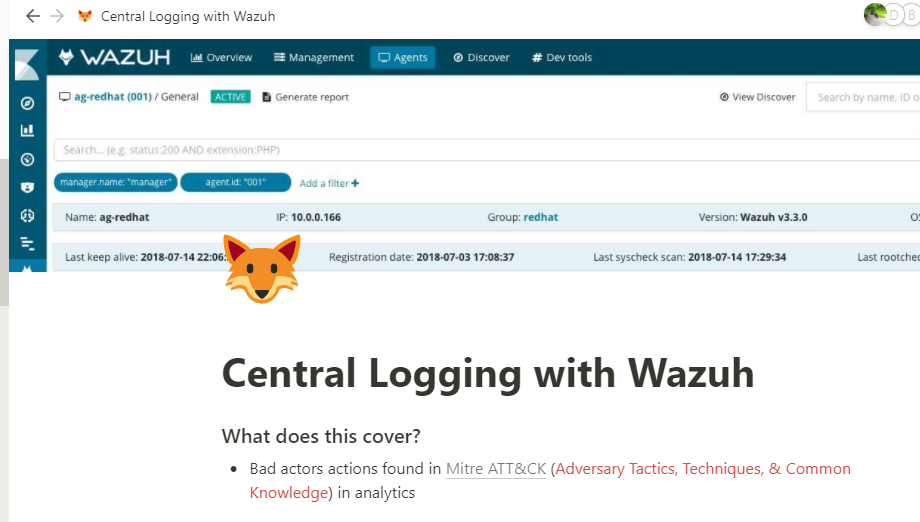 Central Logging with Wazuh
D B
WAZUH Overview Management Agents Discover # Dev tools
ag-redhat (001) / General ACTIVE Generate report View Discover Search by name, ID o
Search... (e.g. status:200 AND extension:PHP)
manager.name: "manager" agent.id: "001" Add a filter +
Name: ag-redhat IP: 10.0.0.166 Group: redhat Version: Wazuh v3.3.0 OS
Last keep alive: 2018-07-14 22:06: Registration date: 2018-07-03 17:08:37 Last syscheck scan: 2018-07-14 17:29:34 Last rootchec
Central Logging with Wazuh
What does this cover?
• Bad actors actions found in Mitre ATT&CK (Adversary Tactics, Techniques, & Common
Knowledge) in analytics